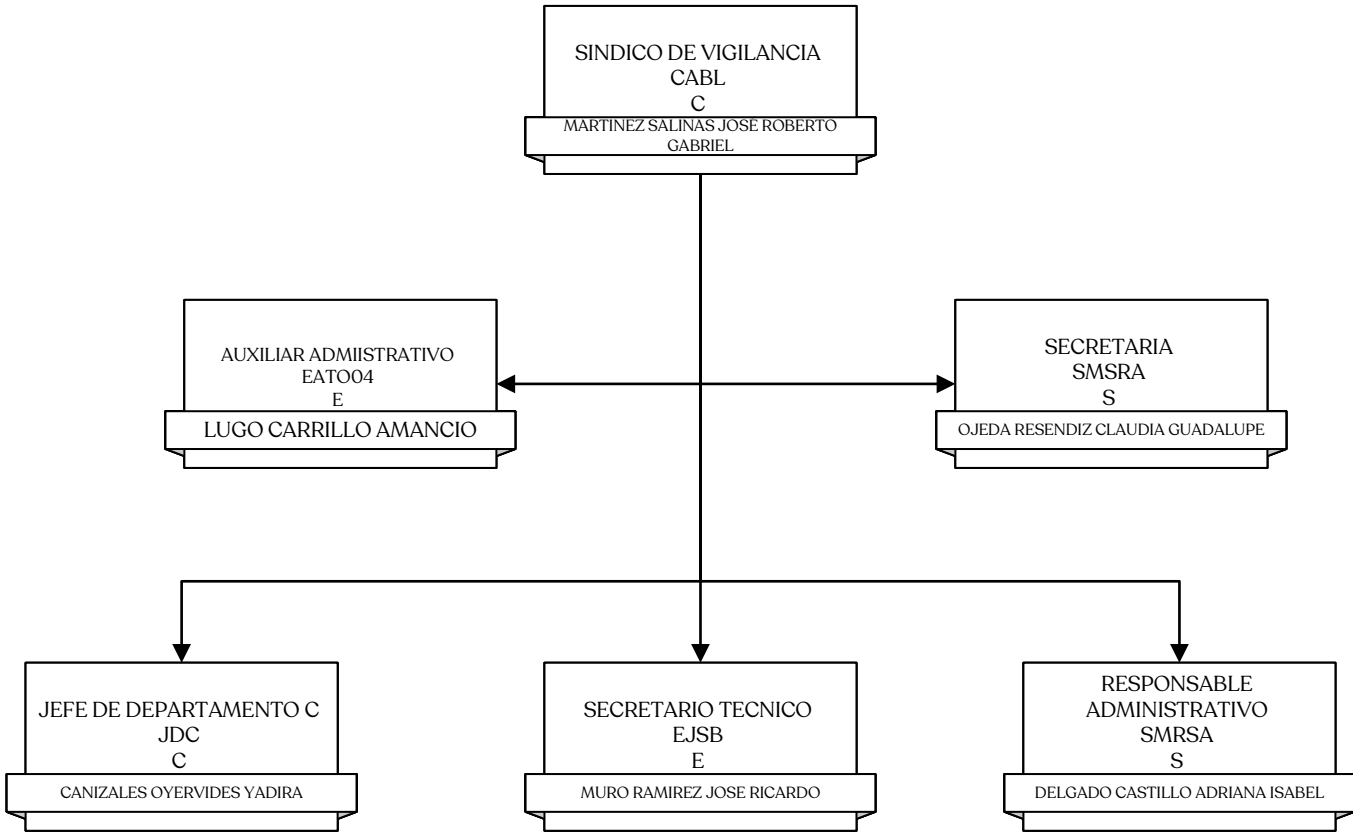 SINDICO DE VIGILANCIA
CABL
C
MARTINEZ SALINAS JOSE ROBERTO
GABRIEL
AUXILIAR ADMIISTRATIVO
EATO04
E
LUGO CARRILLO AMANCIO
SECRETARIA
SMSRA
S
OJEDA RESENDIZ CLAUDIA GUADALUPE
JEFE DE DEPARTAMENTO C
JDC
C
CANIZALES OYERVIDES YADIRA
SECRETARIO TECNICO
EJSB
E
MURO RAMIREZ JOSE RICARDO
RESPONSABLE
ADMINISTRATIVO
SMRSA
S
DELGADO CASTILLO ADRIANA ISABEL